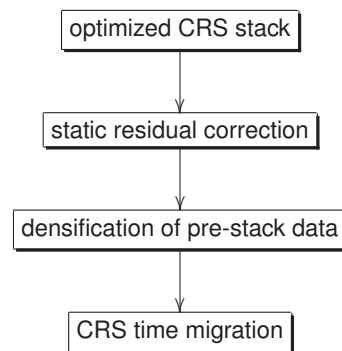 optimized CRS stack
static residual correction
densification of pre-stack data
CRS time migration